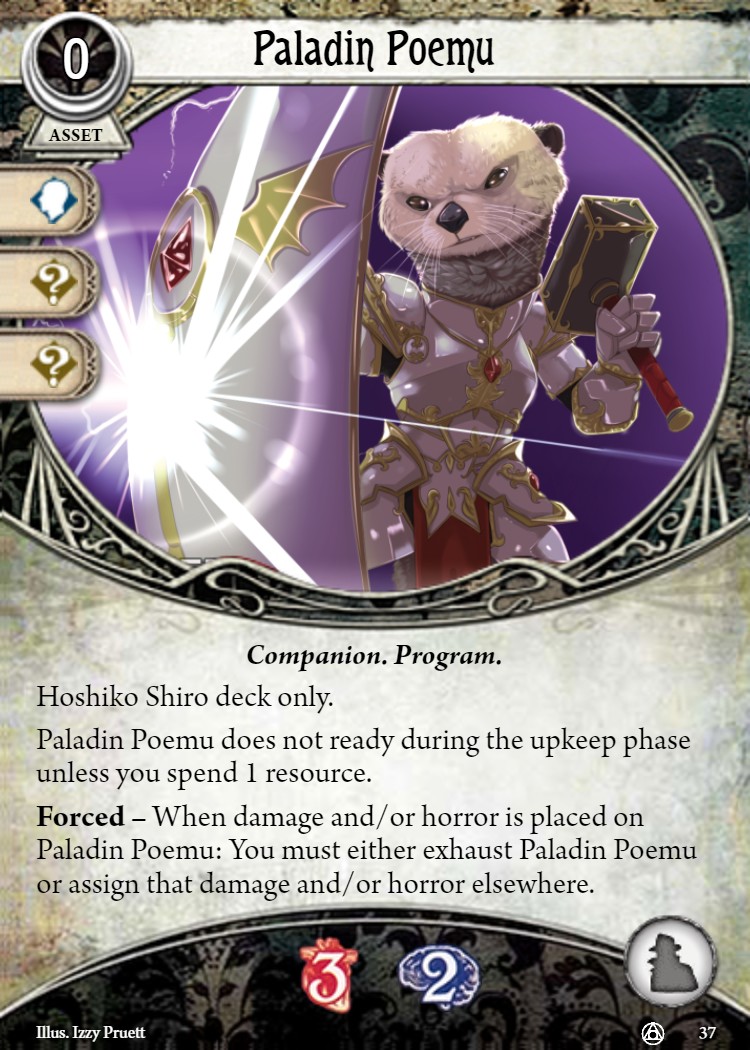 Paladin Poemu
0
ASSET
?
?
Companion. Program.
Hoshiko Shiro deck only.
Paladin Poemu does not ready during the upkeep phase
unless you spend 1 resource.
Forced – When damage and/or horror is placed on
Paladin Poemu: You must either exhaust Paladin Poemu
or assign that damage and/or horror elsewhere.
3
2
Illus. Izzy Pruett
37